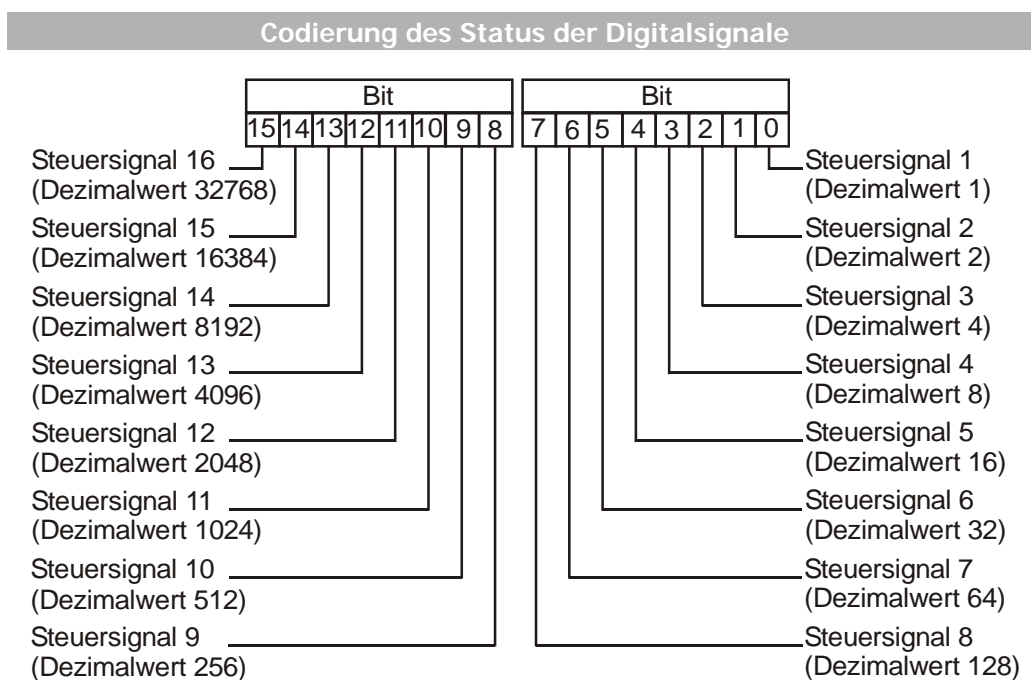 Codierung des Status der Digitalsignale
Bit
15 14 13 12 11 10 9 8
Bit
7 6 5 4 3 2 1 0
Steuersignal 16
(Dezimalwert 32768)
Steuersignal 15
(Dezimalwert 16384)
Steuersignal 14
(Dezimalwert 8192)
Steuersignal 13
(Dezimalwert 4096)
Steuersignal 12
(Dezimalwert 2048)
Steuersignal 11
(Dezimalwert 1024)
Steuersignal 10
(Dezimalwert 512)
Steuersignal 9
(Dezimalwert 256)
Steuersignal 1
(Dezimalwert 1)
Steuersignal 2
(Dezimalwert 2)
Steuersignal 3
(Dezimalwert 4)
Steuersignal 4
(Dezimalwert 8)
Steuersignal 5
(Dezimalwert 16)
Steuersignal 6
(Dezimalwert 32)
Steuersignal 7
(Dezimalwert 64)
Steuersignal 8
(Dezimalwert 128)